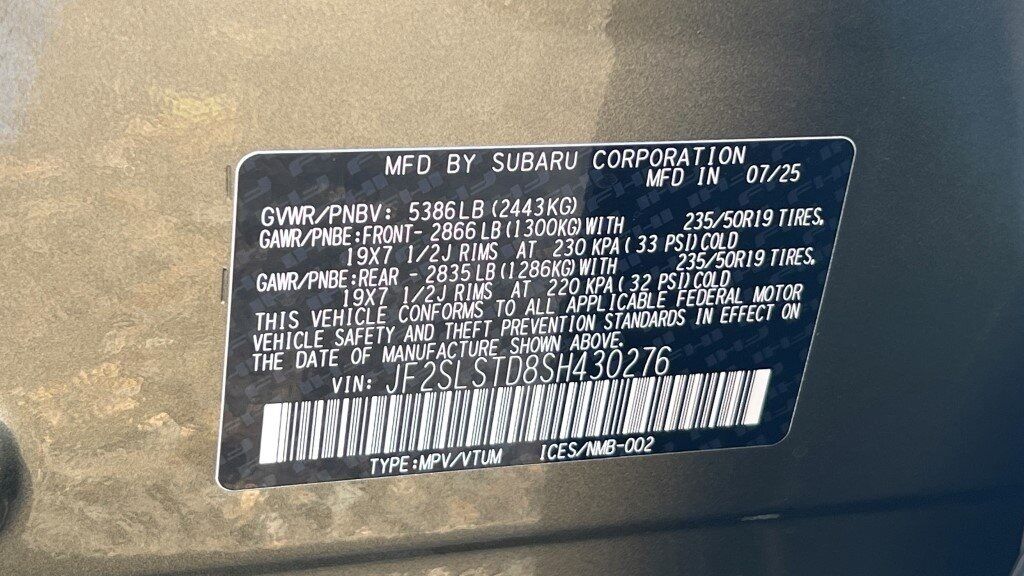 MFD BY SUBARU CORPORATION
MFD IN 07/25
GVWR/PNBV: 5386LB (2443KG)
GAWR/PNBE:FRONT- 2866LB (1300KG) WITH 235/50R19 TIRES,
19X7 1/2J RIMS AT 230 KPA( 33 PSI)COLD
GAWR/PNBE:REAR - 2835LB (1286KG) WITH 235/50R19 TIRES,
19X7 1/2J RIMS AT 220 KPA( 32 PSI)COLD
THIS VEHICLE CONFORMS TO ALL APPLICABLE FEDERAL MOTOR
VEHICLE SAFETY AND THEFT PREVENTION STANDARDS IN EFFECT ON
THE DATE OF MANUFACTURE SHOWN ABOVE.
VIN: JF2SLSTD8SH430276
TYPE:MPV/VTUM ICES/NMB-002